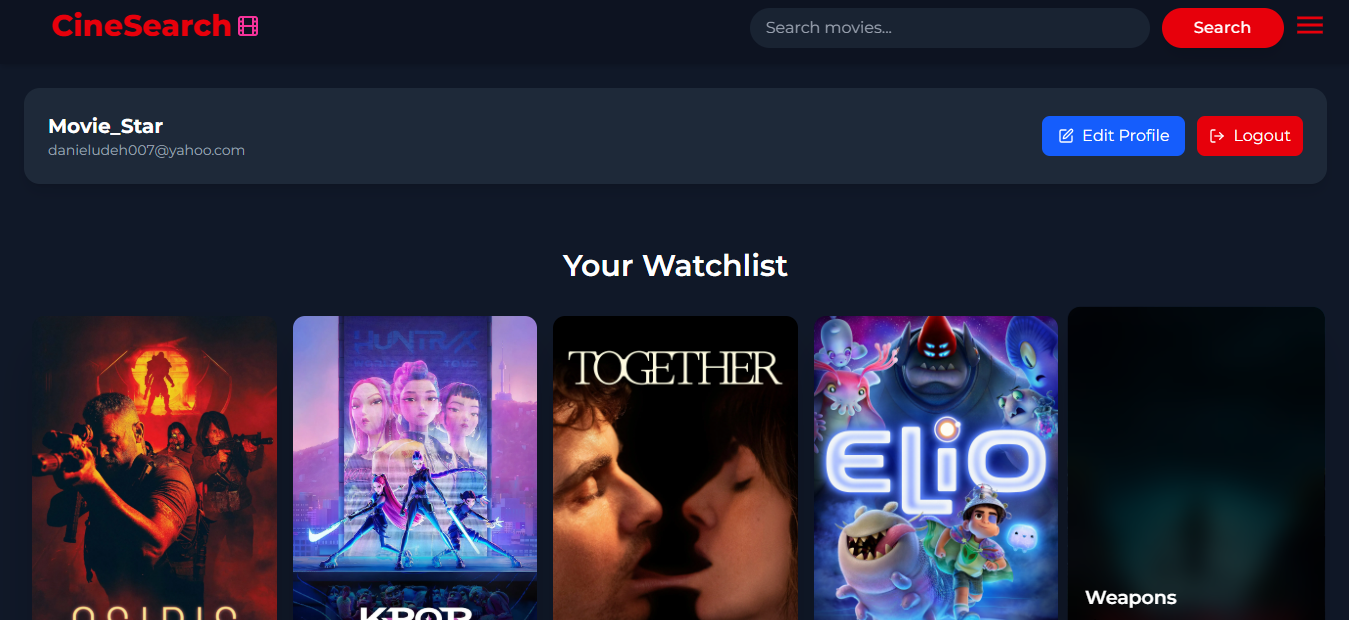 CineSearch
Search movies...
Search
Movie_Star
danieludeh007@yahoo.com
Edit Profile
Logout
Your Watchlist
HUNTR/X
TOGETHER
ELIO
OSIRIS
KPOP
Weapons